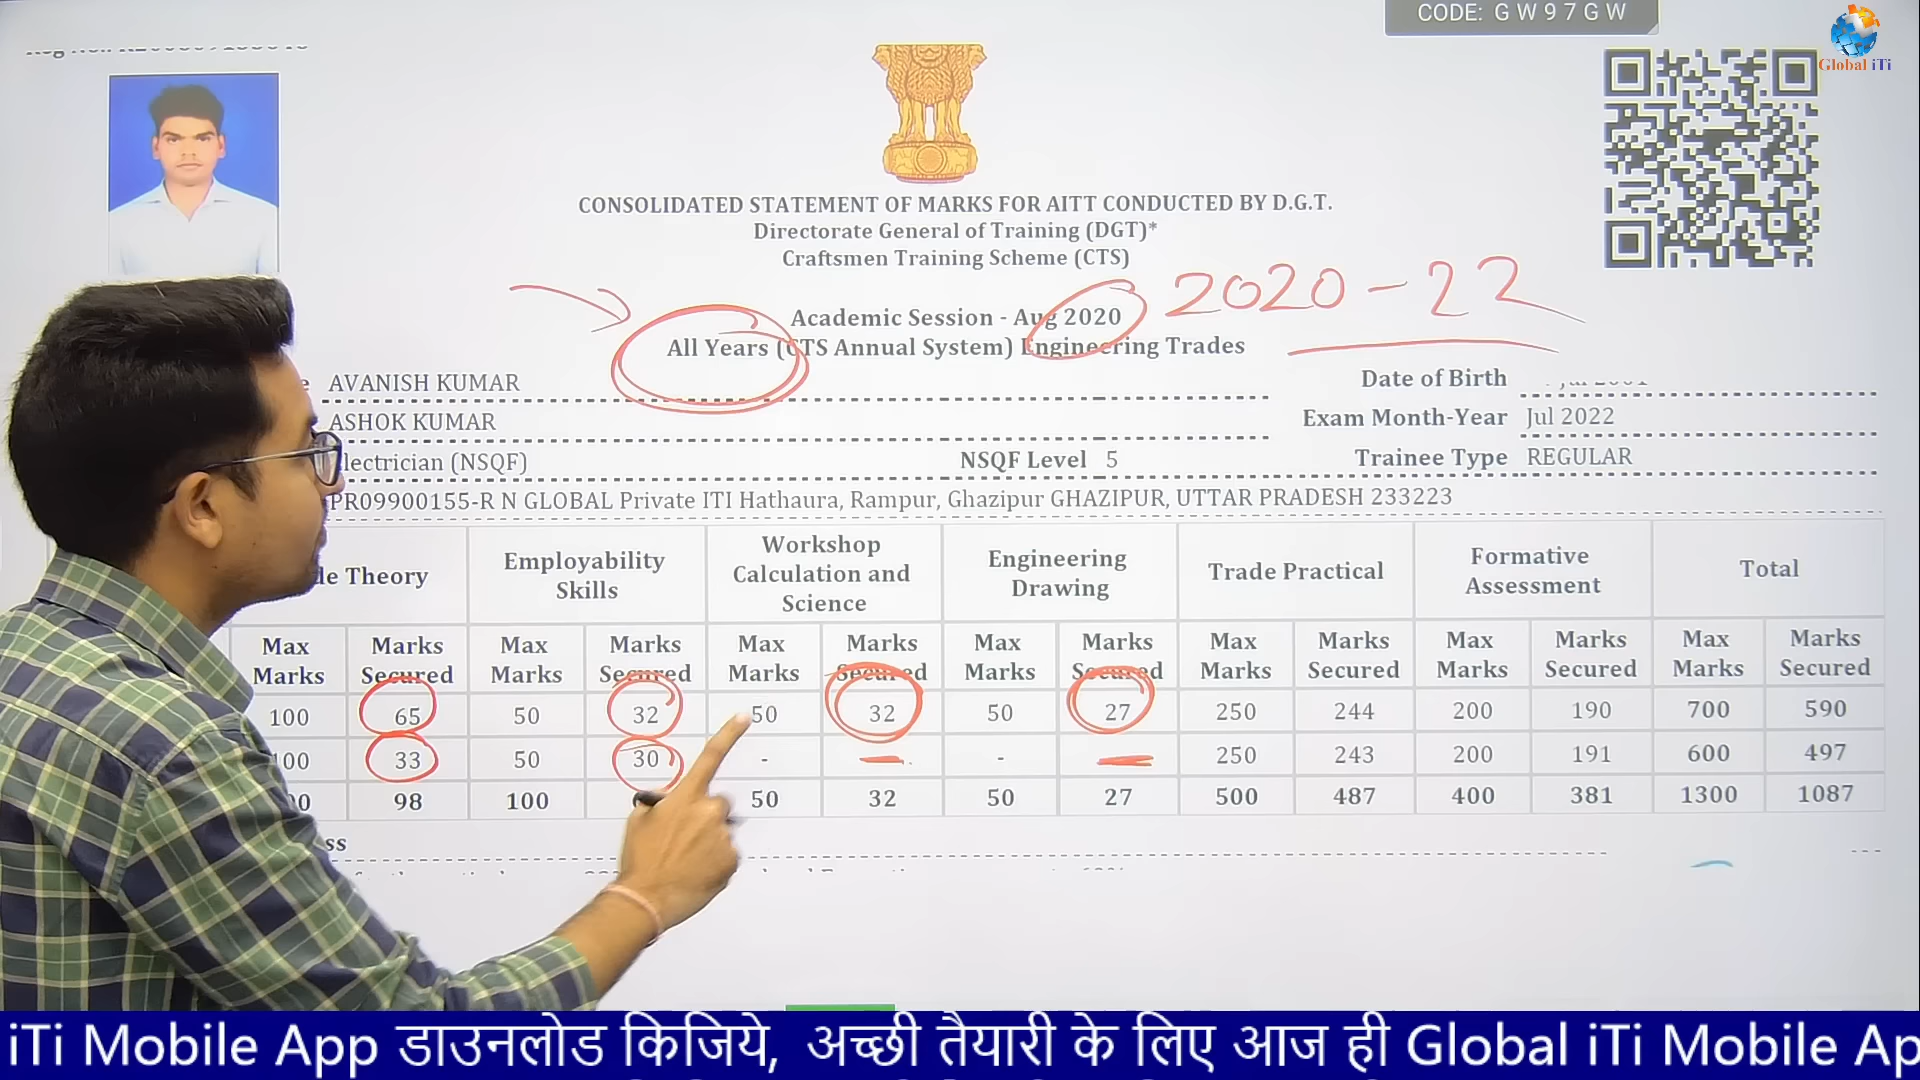 CODE: G W 9 7 G W
Global iTi
CONSOLIDATED STATEMENT OF MARKS FOR AITT CONDUCTED BY D.G.T.
Directorate General of Training (DGT)*
Craftsmen Training Scheme (CTS)
2020-22
Academic Session - Aug 2020
All Years (CTS Annual System) Engineering Trades
AVANISH KUMAR Date of Birth
ASHOK KUMAR Exam Month-Year Jul 2022
Electrician (NSQF) NSQF Level 5 Trainee Type REGULAR
PR09900155-R N GLOBAL Private ITI Hathaura, Rampur, Ghazipur GHAZIPUR, UTTAR PRADESH 233223
Theory Employability Skills Workshop Calculation and Science Engineering Drawing Trade Practical Formative Assessment Total
Max Marks Marks Secured Max Marks Marks Secured Max Marks Marks Secured Max Marks Marks Secured Max Marks Marks Secured Max Marks Marks Secured Max Marks Marks Secured
100 65 50 32 50 32 50 27 250 244 200 190 700 590
100 33 50 30 - - 250 243 200 191 600 497
98 100 50 32 50 27 500 487 400 381 1300 1087
iTi Mobile App डाउनलोड किजिये, अच्छी तैयारी के लिए आज ही Global iTi Mobile Ap